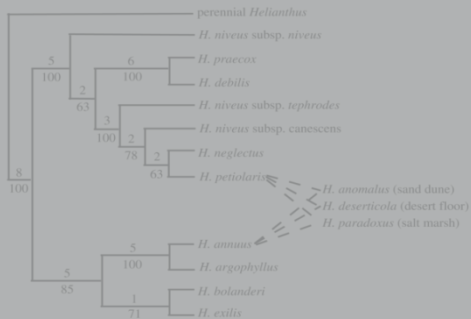 perennial Helianthus
5
H. niveus subsp. niveus
100
6
H. praecox
2
100
H. debilis
63
3
H. niveus subsp. tephrodes
100
2
H. niveus subsp. canescens
78
2
H. neglectus
8
63
H. petiolaris
100
H. anomalus (sand dune)
H. deserticola (desert floor)
H. paradoxus (salt marsh)
5
H. annuus
5
100
H. argophyllus
85
1
H. bolanderi
71
H. exilis